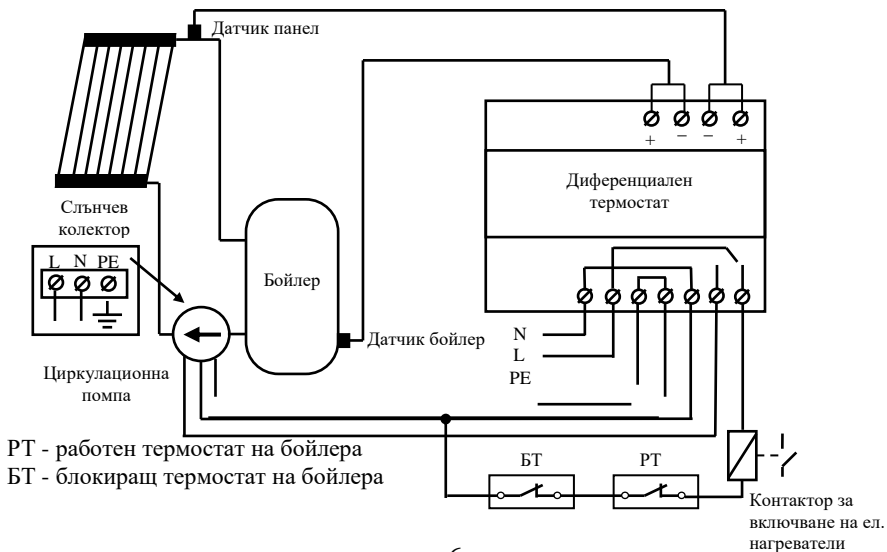 Датчик панел
+ − − +
Диференциален
термостат
Слънчев
колектор
L N PE
Бойлер
Датчик бойлер
N
L
PE
Циркулационна
помпа
РТ - работен термостат на бойлера
БТ - блокиращ термостат на бойлера
БТ
РТ
Контактор за
включване на ел.
нагреватели